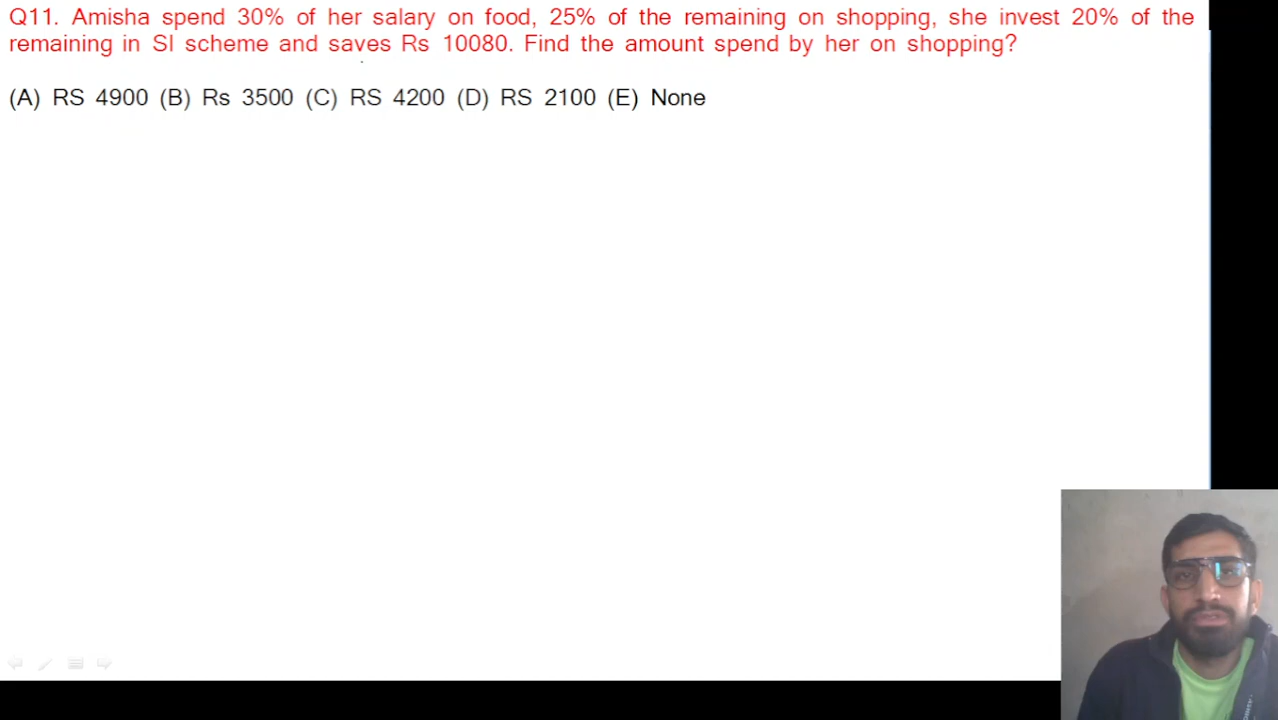 Q11. Amisha spend 30% of her salary on food, 25% of the remaining on shopping, she invest 20% of the
remaining in SI scheme and saves Rs 10080. Find the amount spend by her on shopping?
(A) RS 4900 (B) Rs 3500 (C) RS 4200 (D) RS 2100 (E) None